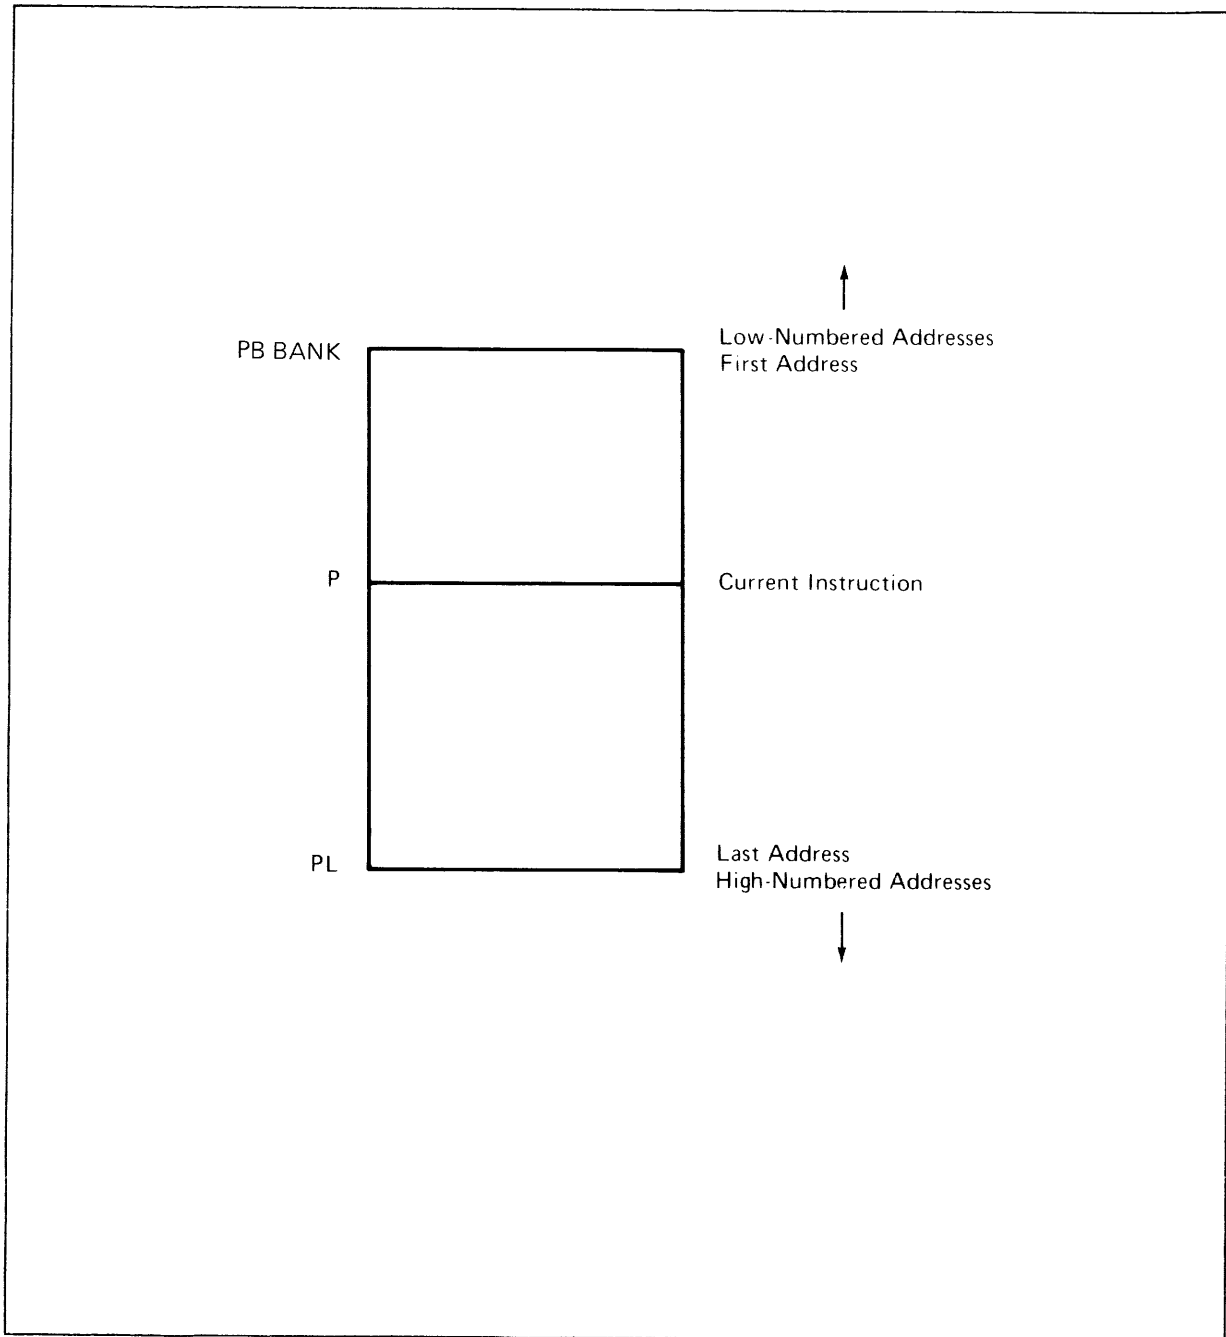 PB BANK
Low-Numbered Addresses
First Address
P
Current Instruction
PL
Last Address
High-Numbered Addresses